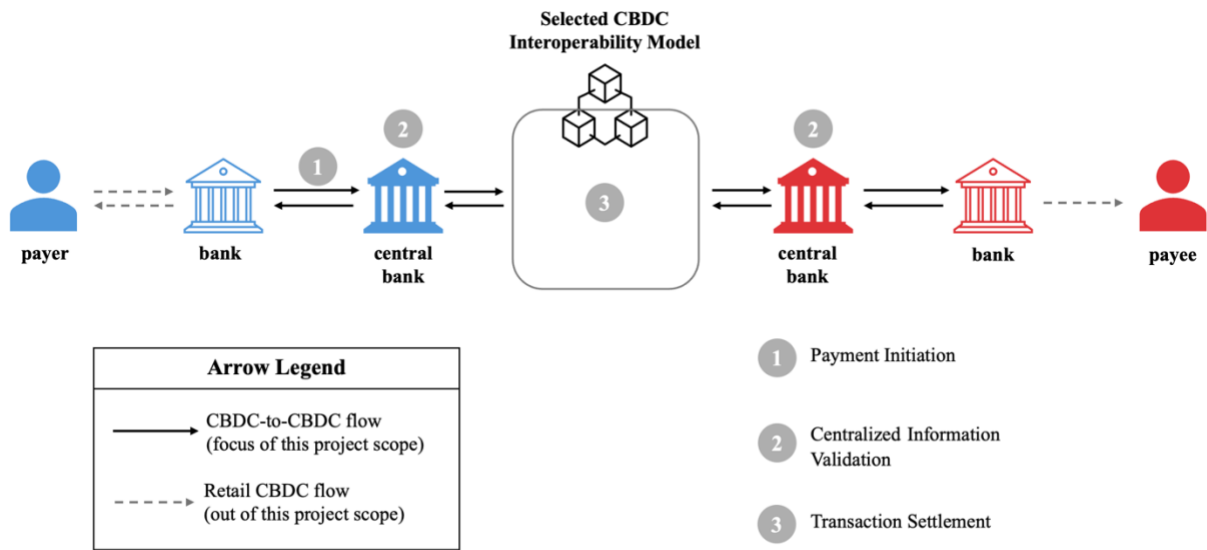 Selected CBDC
Interoperability Model
2
2
1
3
payer
bank
central
bank
central
bank
bank
payee
Arrow Legend
CBDC-to-CBDC flow
(focus of this project scope)
Retail CBDC flow
(out of this project scope)
1 Payment Initiation
2 Centralized Information
Validation
3 Transaction Settlement